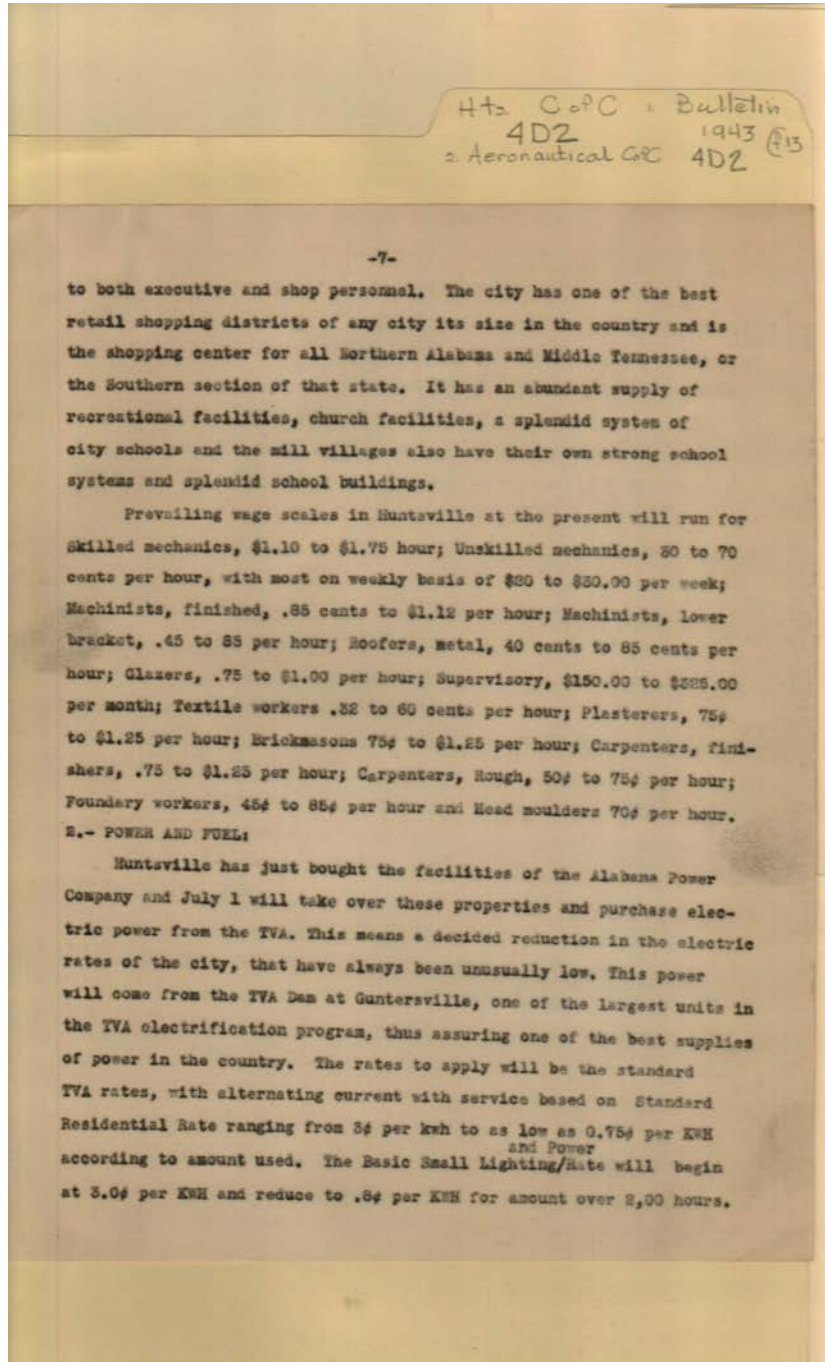 Hts CofC : Bulletin
4D2 1943
2. Aeronautical CofC 4D2
-7-
to both executive and shop personnel. The city has one of the best
retail shopping districts of any city its size in the country and is
the shopping center for all Northern Alabama and Middle Tennessee, or
the Southern section of that state. It has an abundant supply of
recreational facilities, church facilities, a splendid system of
city schools and the mill villages also have their own strong school
systems and splendid school buildings.
Prevailing wage scales in Huntsville at the present will run for
Skilled mechanics, $1.10 to $1.75 hour; Unskilled mechanics, 30 to 70
cents per hour, with most on weekly basis of $20 to $30.00 per week;
Machinists, finished, .85 cents to $1.12 per hour; Machinists, lower
bracket, .45 to 85 per hour; Roofers, metal, 40 cents to 85 cents per
hour; Glazers, .75 to $1.00 per hour; Supervisory, $150.00 to $325.00
per month; Textile workers .32 to 60 cents per hour; Plasterers, 75¢
to $1.25 per hour; Brickmasons 75¢ to $1.25 per hour; Carpenters, fini-
shers, .75 to $1.25 per hour; Carpenters, Rough, 50¢ to 75¢ per hour;
Foundary workers, 45¢ to 85¢ per hour and Head moulders 70¢ per hour.
2.- POWER AND FUEL:
Huntsville has just bought the facilities of the Alabama Power
Company and July 1 will take over these properties and purchase elec-
tric power from the TVA. This means a decided reduction in the electric
rates of the city, that have always been unusually low. This power
will come from the TVA Dam at Guntersville, one of the largest units in
the TVA electrification program, thus assuring one of the best supplies
of power in the country. The rates to apply will be the standard
TVA rates, with alternating current with service based on Standard
Residential Rate ranging from 3¢ per kwh to as low as 0.75¢ per KWH
and Power
according to amount used. The Basic Small Lighting/Rate will begin
at 3.0¢ per KWH and reduce to .8¢ per KWH for amount over 2,00 hours.